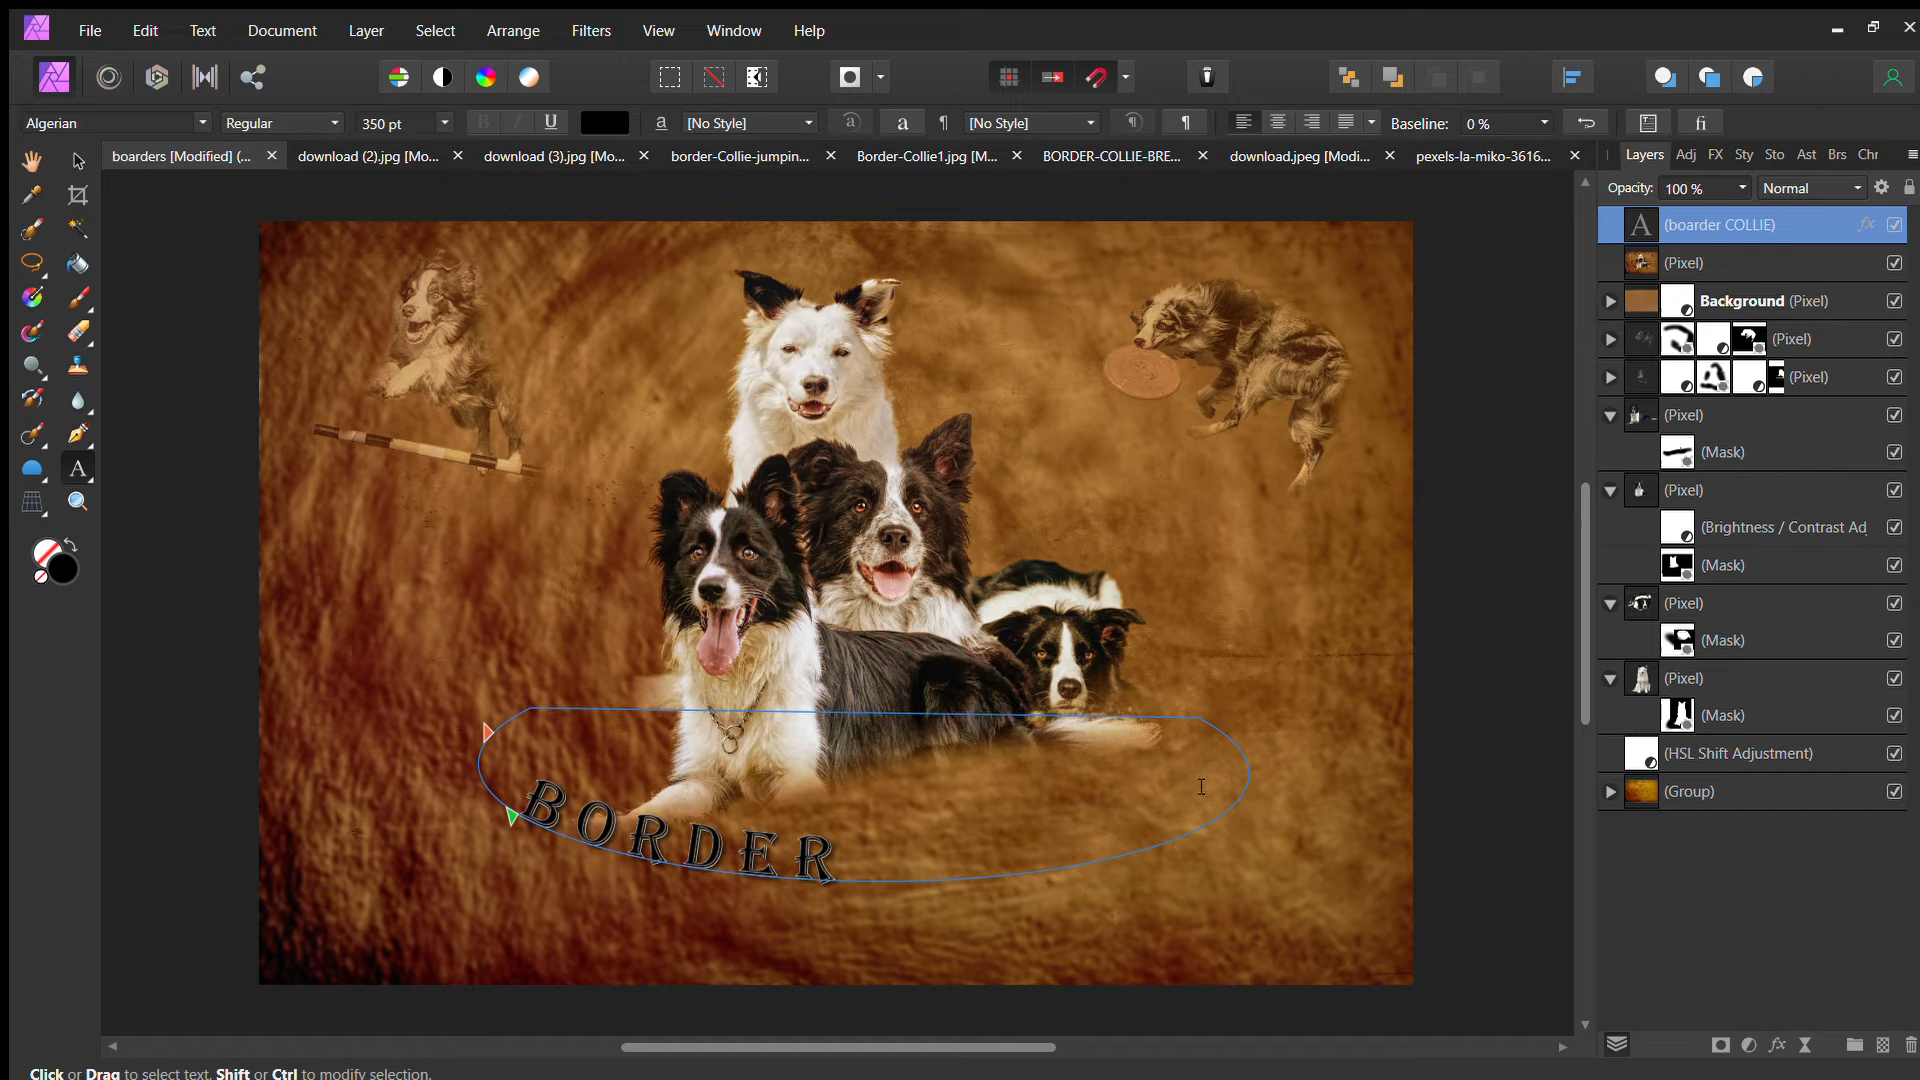 File Edit Text Document Layer Select Arrange Filters View Window Help
Algerian Regular 350 pt B I U a [No Style] a a ¶ [No Style] ¶ Baseline: 0 % fi
boarders [Modified] (... download (2).jpg [Mo... download (3).jpg [Mo... border-Collie-jumpin... Border-Collie1.jpg [M... BORDER-COLLIE-BRE... download.jpeg [Modi... pexels-la-miko-3616...
Layers Adj FX Sty Sto Ast Brs Chr
Opacity: 100 % Normal
A (boarder COLLIE) fx
(Pixel)
Background (Pixel)
(Pixel)
(Pixel)
(Pixel)
(Mask)
(Pixel)
(Brightness / Contrast Ad
(Mask)
(Pixel)
(Mask)
(Pixel)
(Mask)
(HSL Shift Adjustment)
(Group)
A
BORDER
fx
Click or Drag to select text. Shift or Ctrl to modify selection.